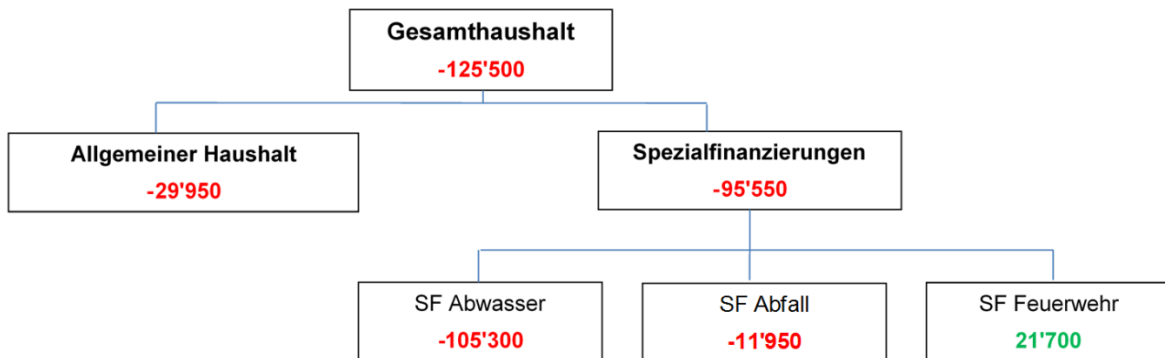 Gesamthaushalt
-125'500
Allgemeiner Haushalt
-29'950
Spezialfinanzierungen
-95'550
SF Abwasser
-105'300
SF Abfall
-11'950
SF Feuerwehr
21'700